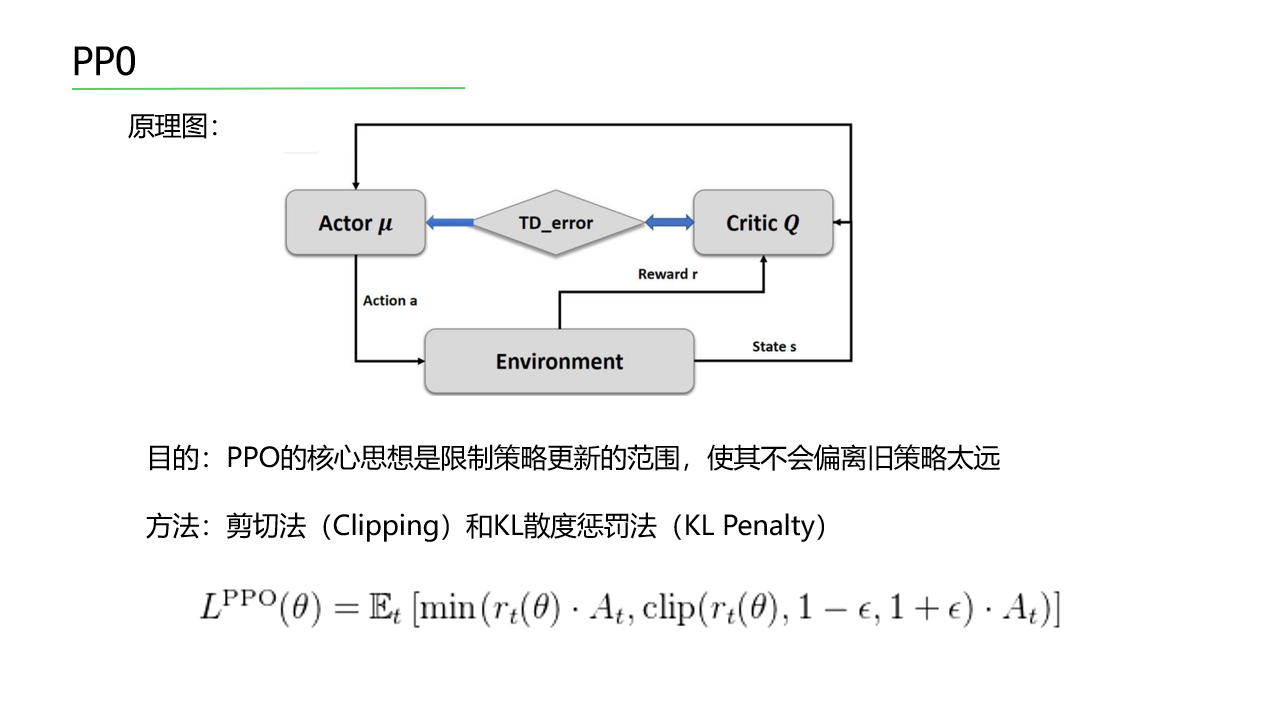 PPO
原理图：
Actor μ
TD_error
Critic Q
Reward r
Action a
State s
Environment
目的：PPO的核心思想是限制策略更新的范围，使其不会偏离旧策略太远
方法：剪切法（Clipping）和KL散度惩罚法（KL Penalty）
L^PPO(θ) = 𝔼_t [min(r_t(θ) · A_t, clip(r_t(θ), 1 − ϵ, 1 + ϵ) · A_t)]